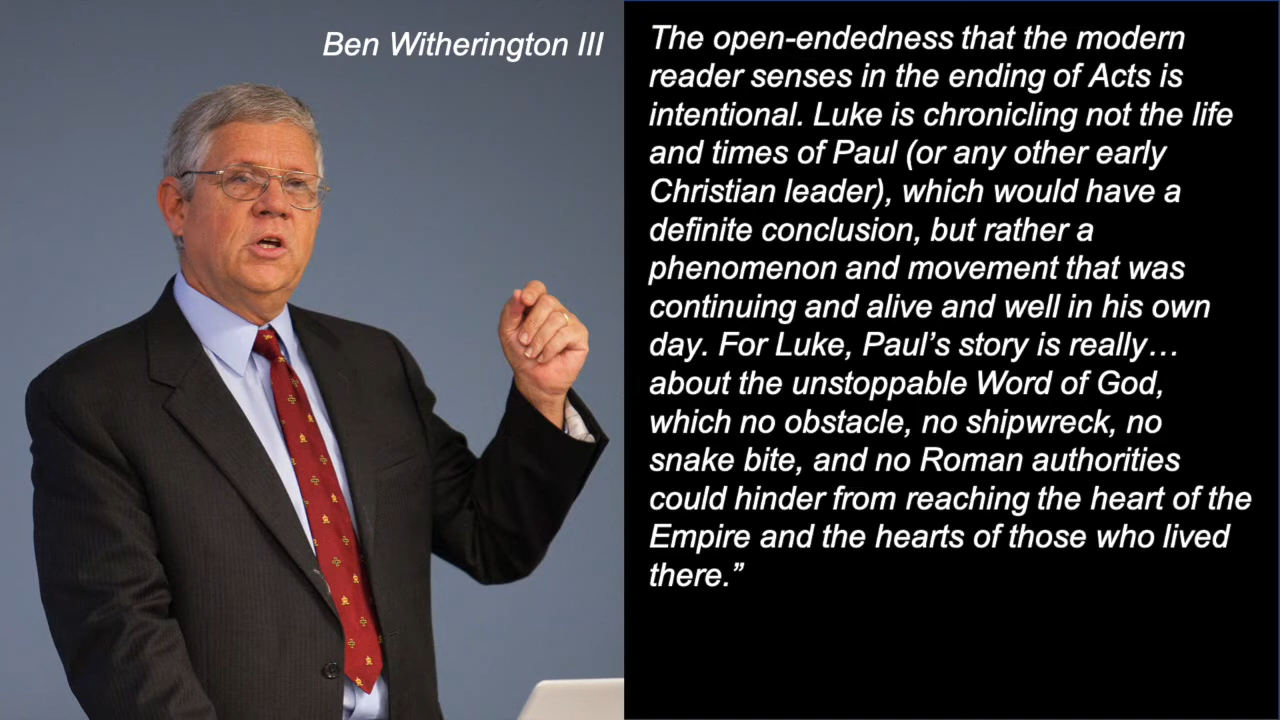 Ben Witherington III
The open-endedness that the modern
reader senses in the ending of Acts is
intentional. Luke is chronicling not the life
and times of Paul (or any other early
Christian leader), which would have a
definite conclusion, but rather a
phenomenon and movement that was
continuing and alive and well in his own
day. For Luke, Paul’s story is really…
about the unstoppable Word of God,
which no obstacle, no shipwreck, no
snake bite, and no Roman authorities
could hinder from reaching the heart of the
Empire and the hearts of those who lived
there.”